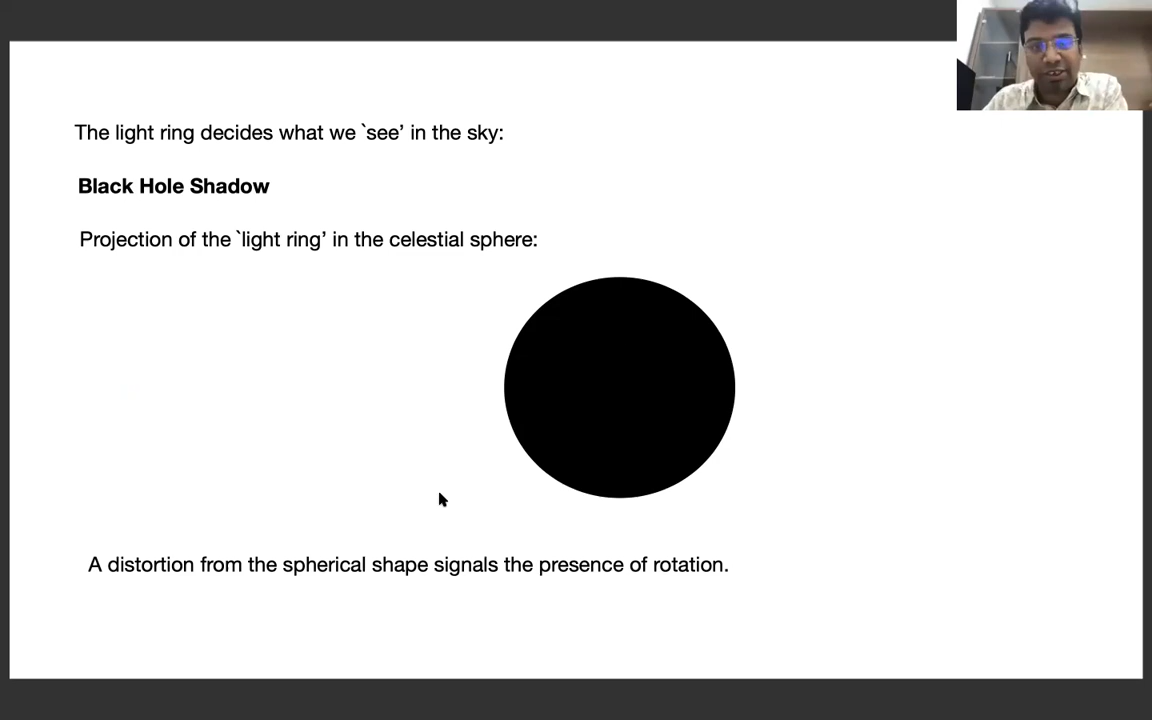 The light ring decides what we `see’ in the sky:
Black Hole Shadow
Projection of the `light ring’ in the celestial sphere:
A distortion from the spherical shape signals the presence of rotation.